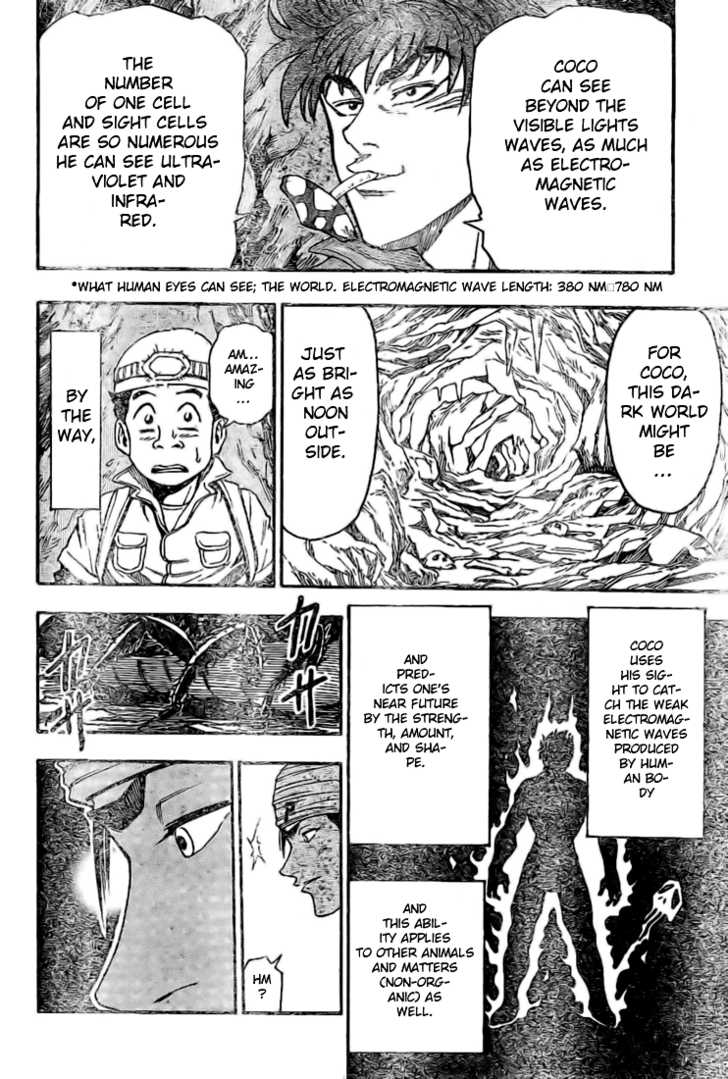 COCO
CAN SEE
BEYOND THE
VISIBLE LIGHTS
WAVES, AS MUCH
AS ELECTRO-
MAGNETIC
WAVES.
THE
NUMBER
OF ONE CELL
AND SIGHT CELLS
ARE SO NUMEROUS
HE CAN SEE ULTRA-
VIOLET AND
INFRA-
RED.
*WHAT HUMAN EYES CAN SEE; THE WORLD. ELECTROMAGNETIC WAVE LENGTH: 380 NM□780 NM
FOR
COCO,
THIS DA-
RK WORLD
MIGHT
BE
...
JUST
AS BRI-
GHT AS
NOON
OUT-
SIDE.
AM...
AMAZ-
ING
...
BY
THE
WAY,
COCO
USES
HIS SIG-
HT TO CAT-
CH THE WEAK
ELECTROMAG-
NETIC WAVES
PRODUCED
BY HUM-
AN BO-
DY
AND
PRED-
ICTS ONE'S
NEAR FUTURE
BY THE STRENG-
TH, AMOUNT,
AND SHA-
PE.
AND
THIS ABIL-
ITY APPLIES
TO OTHER ANIMALS
AND MATTERS
(NON-ORG-
ANIC) AS
WELL.
カサ
カサ
HM
?